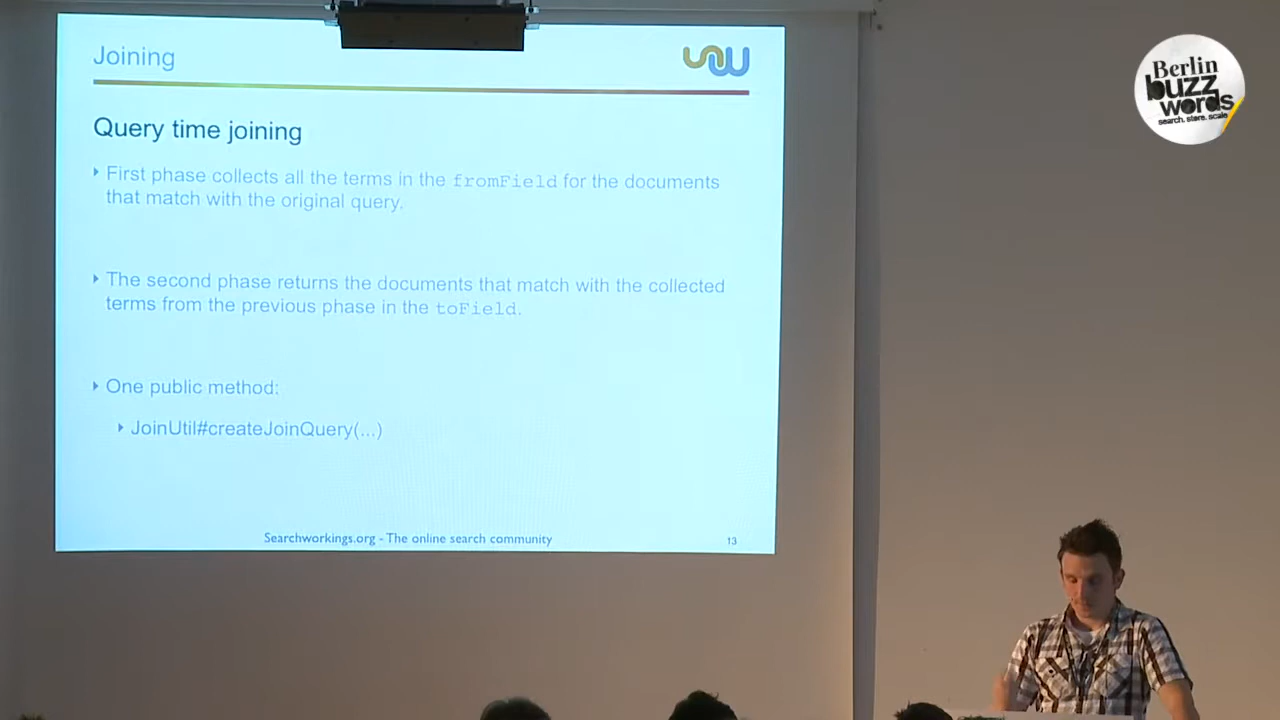 Joining
Query time joining
First phase collects all the terms in the fromField for the documents
that match with the original query.
The second phase returns the documents that match with the collected
terms from the previous phase in the toField.
One public method:
JoinUtil#createJoinQuery(...)
Searchworkings.org - The online search community
13
Berlin
buzz
words
search. store. scale